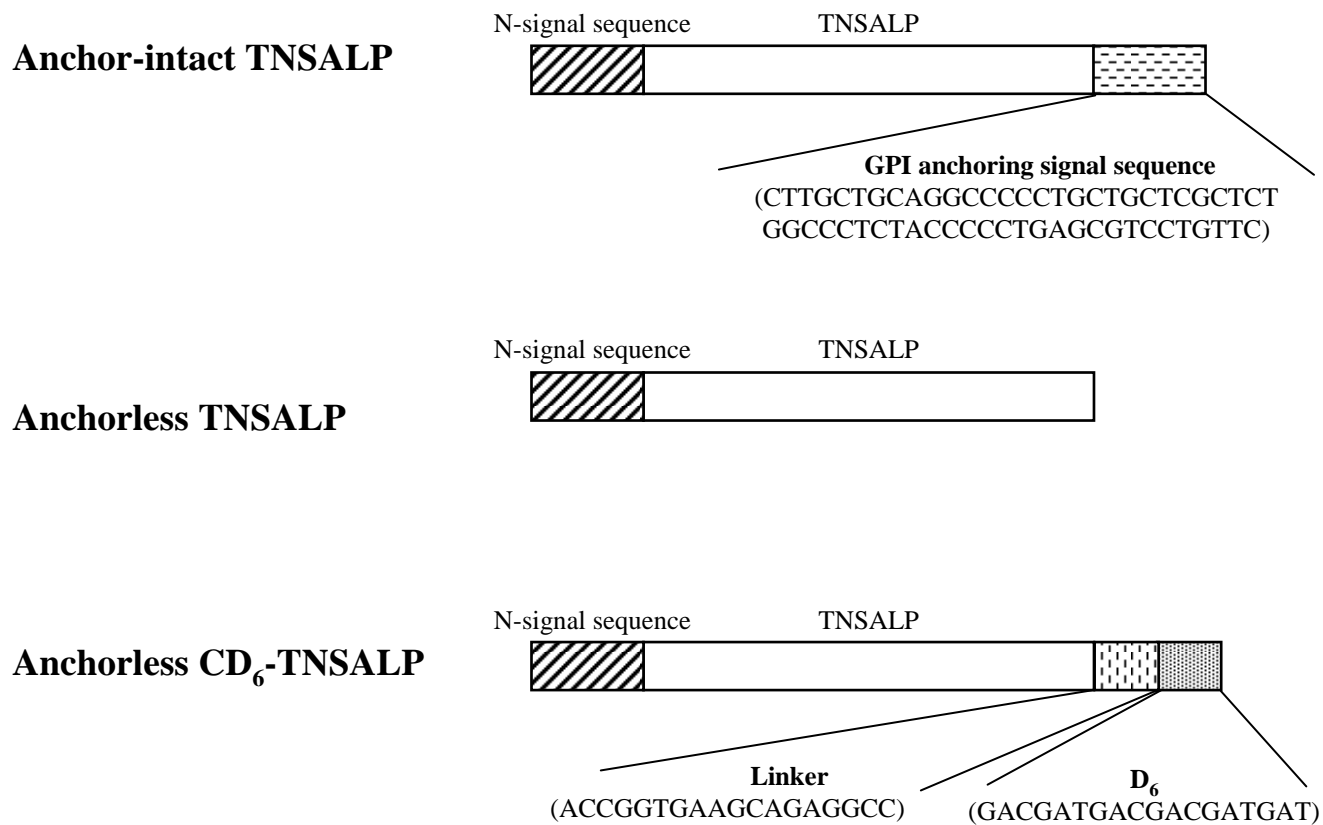 N-signal sequence TNSALP
Anchor-intact TNSALP
GPI anchoring signal sequence
(CTTGCTGCAGGCCCCCTGCTGCTCGCTCT
GGCCCTCTACCCCCTGAGCGTCCTGTTC)
N-signal sequence TNSALP
Anchorless TNSALP
N-signal sequence TNSALP
Anchorless CD6-TNSALP
Linker D6
(ACCGGTGAAGCAGAGGCC) (GACGATGACGACGATGAT)